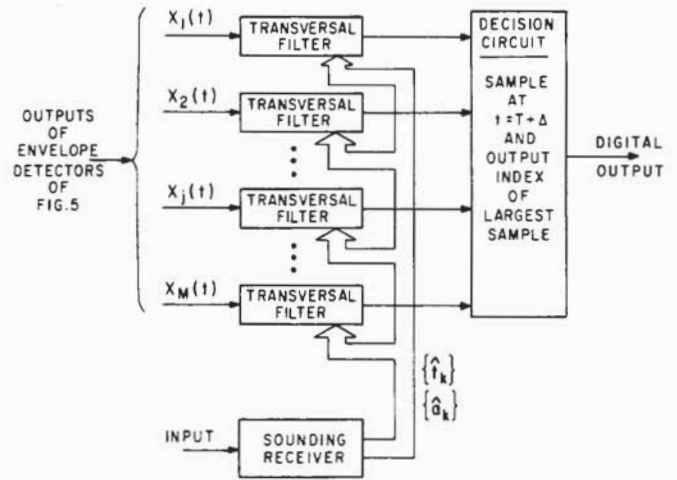 X₁(t)
TRANSVERSAL
FILTER
X₂(t)
TRANSVERSAL
FILTER
Xⱼ(t)
TRANSVERSAL
FILTER
X_M(t)
TRANSVERSAL
FILTER
OUTPUTS
OF
ENVELOPE
DETECTORS
OF
FIG.5
DECISION
CIRCUIT
SAMPLE
AT
t=T+Δ
AND
OUTPUT
INDEX
OF
LARGEST
SAMPLE
DIGITAL
OUTPUT
{t̂ₖ}
{âₖ}
INPUT
SOUNDING
RECEIVER